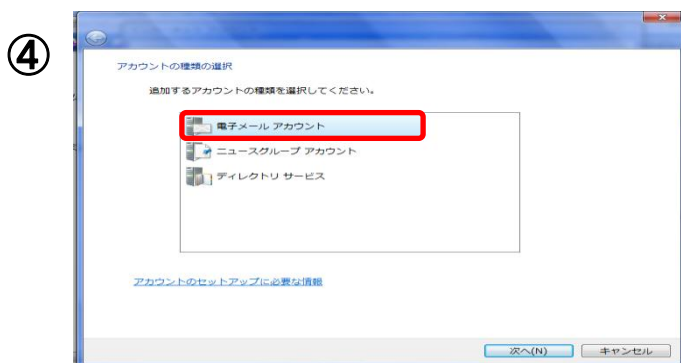 ④
アカウントの種類の選択
追加するアカウントの種類を選択してください。
電子メール アカウント
ニュースグループ アカウント
ディレクトリ サービス
アカウントのセットアップに必要な情報
次へ(N) キャンセル